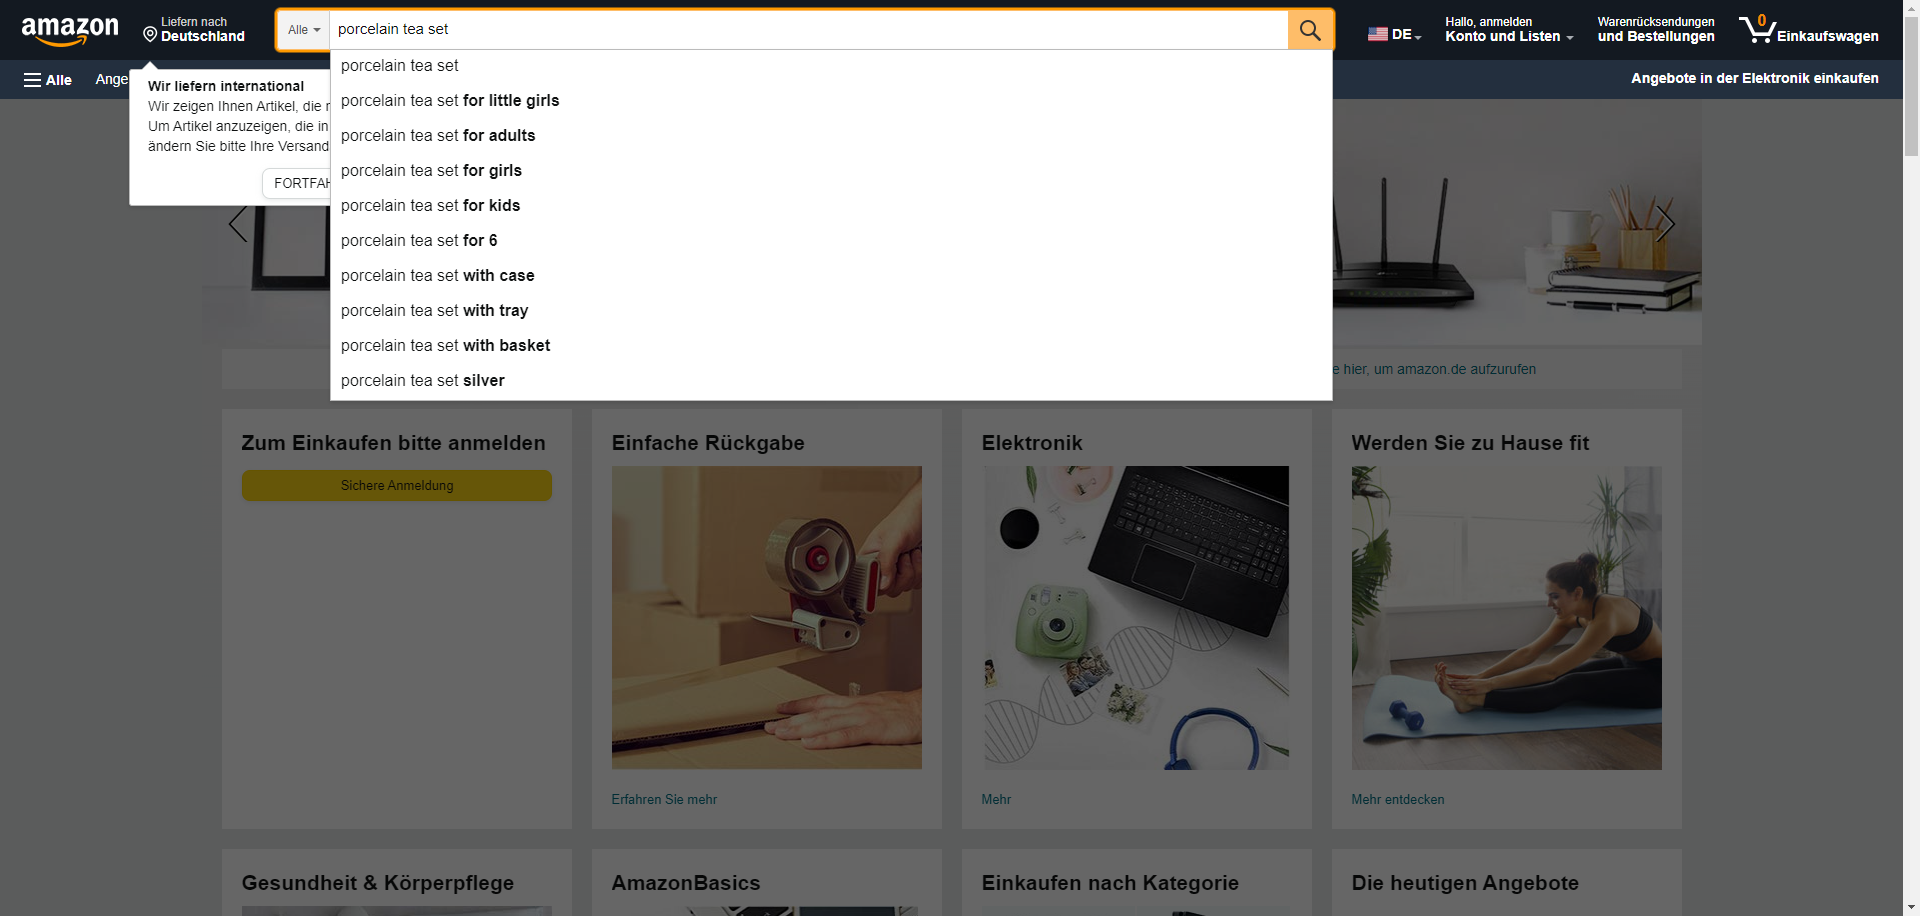 amazon
Liefern nach
Deutschland
Alle
porcelain tea set
DE
Hallo, anmelden
Konto und Listen
Warenrücksendungen
und Bestellungen
0
Einkaufswagen
Alle
Ange
Angebote in der Elektronik einkaufen
Wir liefern international
Wir zeigen Ihnen Artikel, die
Um Artikel anzuzeigen, die in
ändern Sie bitte Ihre Versand
FORTFAH
porcelain tea set
porcelain tea set for little girls
porcelain tea set for adults
porcelain tea set for girls
porcelain tea set for kids
porcelain tea set for 6
porcelain tea set with case
porcelain tea set with tray
porcelain tea set with basket
porcelain tea set silver
e hier, um amazon.de aufzurufen
Zum Einkaufen bitte anmelden
Sichere Anmeldung
Einfache Rückgabe
Erfahren Sie mehr
Elektronik
Mehr
Werden Sie zu Hause fit
Mehr entdecken
Gesundheit & Körperpflege
AmazonBasics
Einkaufen nach Kategorie
Die heutigen Angebote